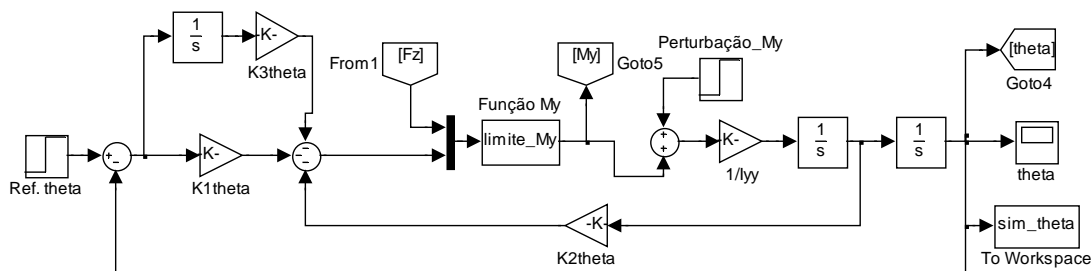 1
s
K-
K3theta
[Fz]
From1
[My]
Goto5
Perturbação_My
[theta]
Goto4
Função My
limite_My
Ref. theta
K-
K1theta
K-
1/Iyy
1
s
1
s
theta
-K-
K2theta
sim_theta
To Workspace